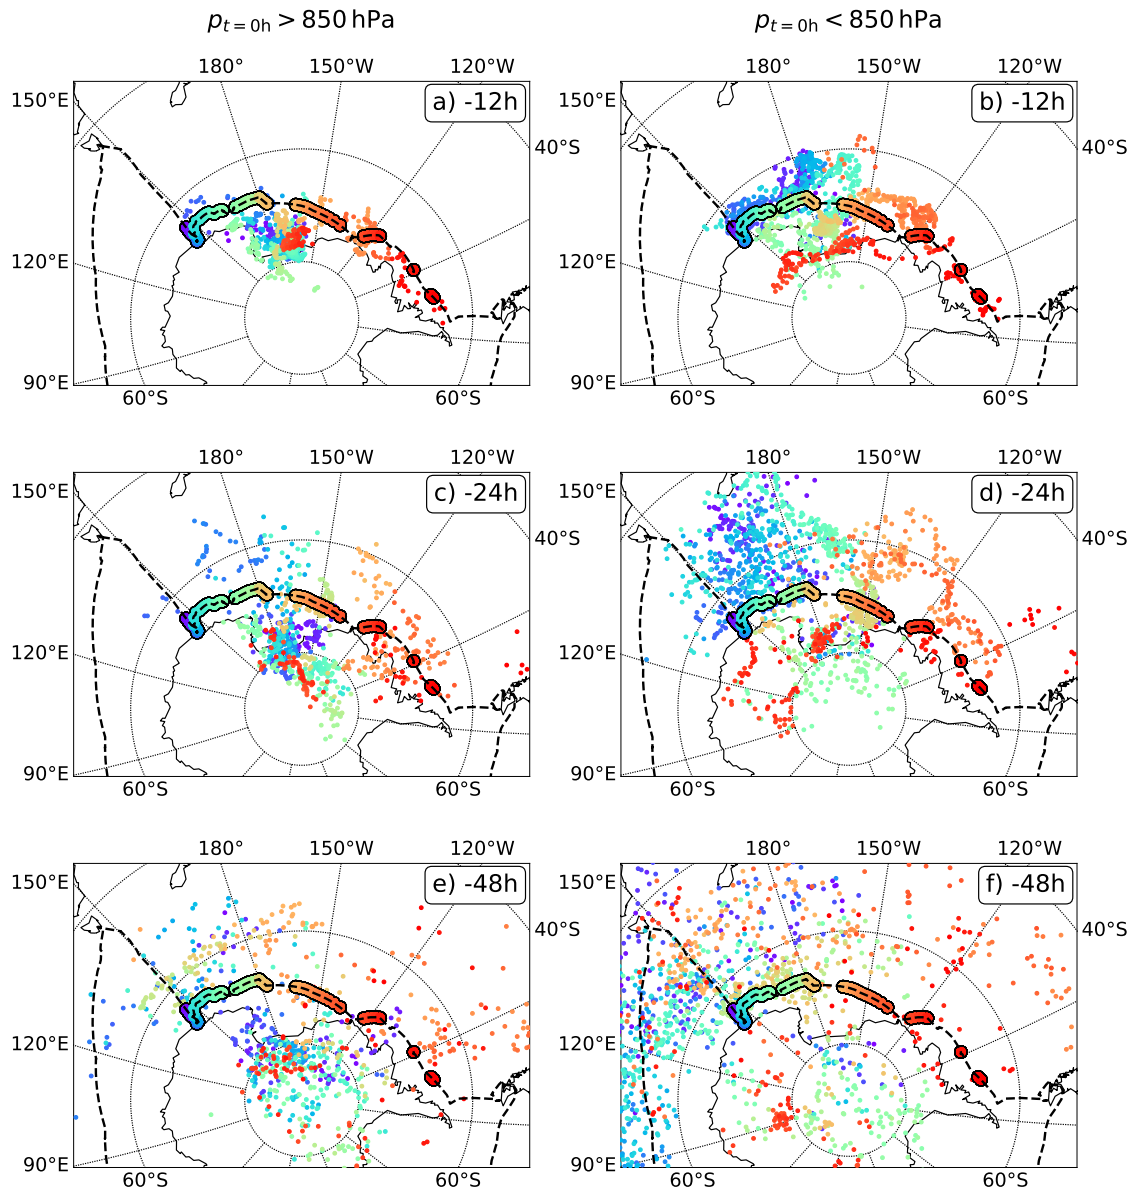 p_{t=0h} > 850 hPa
p_{t=0h} < 850 hPa
180° 150°W 120°W
180° 150°W 120°W
150°E a) -12h
150°E b) -12h
40°S
40°S
120°E
120°E
90°E
90°E
60°S 60°S
60°S 60°S
180° 150°W 120°W
180° 150°W 120°W
150°E c) -24h
150°E d) -24h
40°S
40°S
120°E
120°E
90°E
90°E
60°S 60°S
60°S 60°S
180° 150°W 120°W
180° 150°W 120°W
150°E e) -48h
150°E f) -48h
40°S
40°S
120°E
120°E
90°E
90°E
60°S 60°S
60°S 60°S